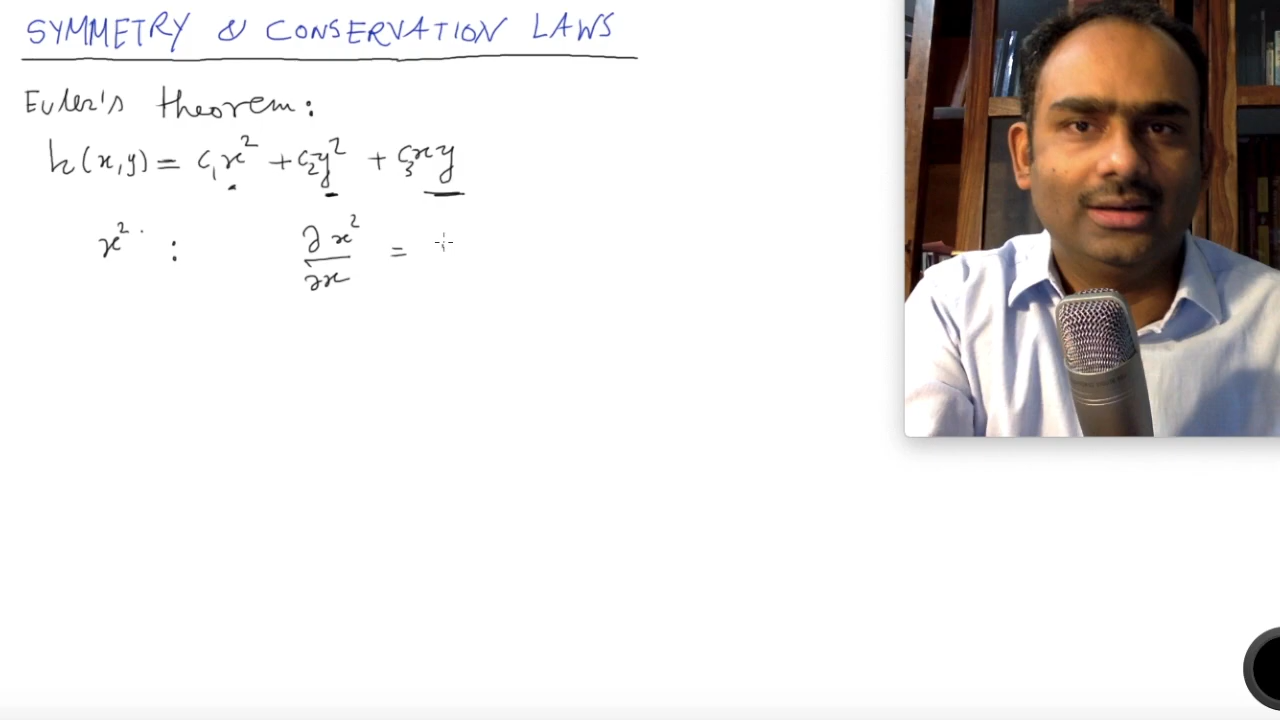 SYMMETRY & CONSERVATION LAWS
Euler's theorem:
h(x,y) = c₁x² + c₂y² + c₃xy
x² : ∂x²/∂x =